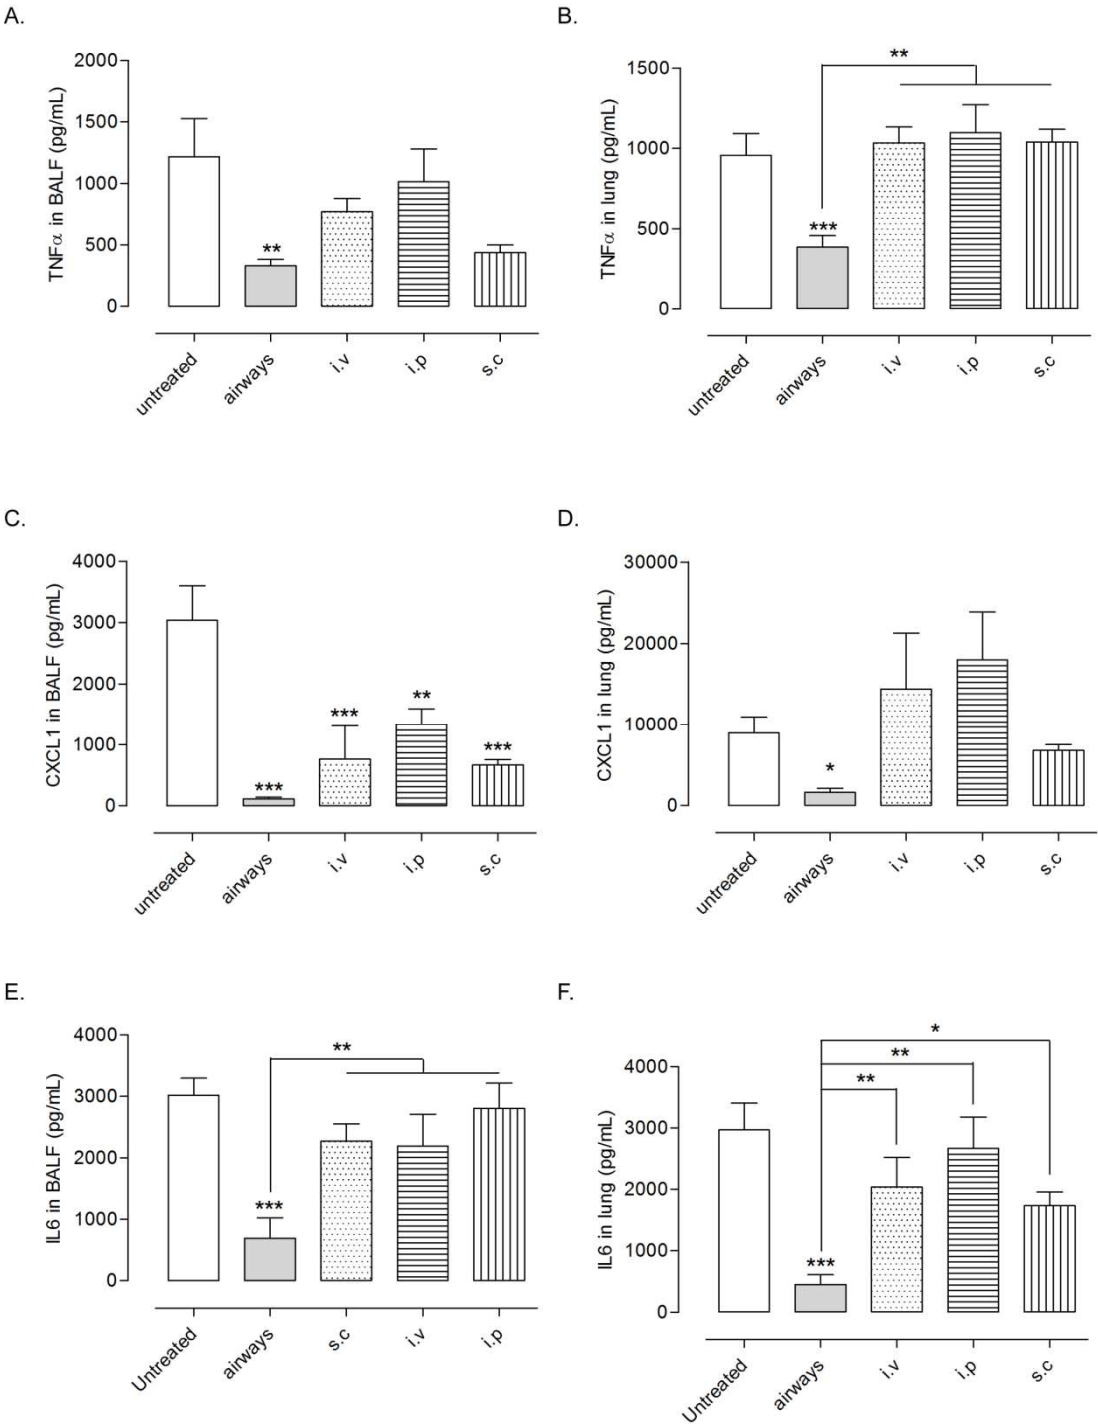 A.
TNFα in BALF (pg/mL)
2000
1500
1000
500
0
**
untreated
airways
i.v
i.p
s.c
B.
TNFα in lung (pg/mL)
1500
1000
500
0
**
***
untreated
airways
i.v
i.p
s.c
C.
CXCL1 in BALF (pg/mL)
4000
3000
2000
1000
0
***
***
**
***
untreated
airways
i.v
i.p
s.c
D.
CXCL1 in lung (pg/mL)
30000
20000
10000
0
*
untreated
airways
i.v
i.p
s.c
E.
IL6 in BALF (pg/mL)
4000
3000
2000
1000
0
**
***
Untreated
airways
s.c
i.v
i.p
F.
IL6 in lung (pg/mL)
4000
3000
2000
1000
0
*
**
**
***
Untreated
airways
i.v
i.p
s.c